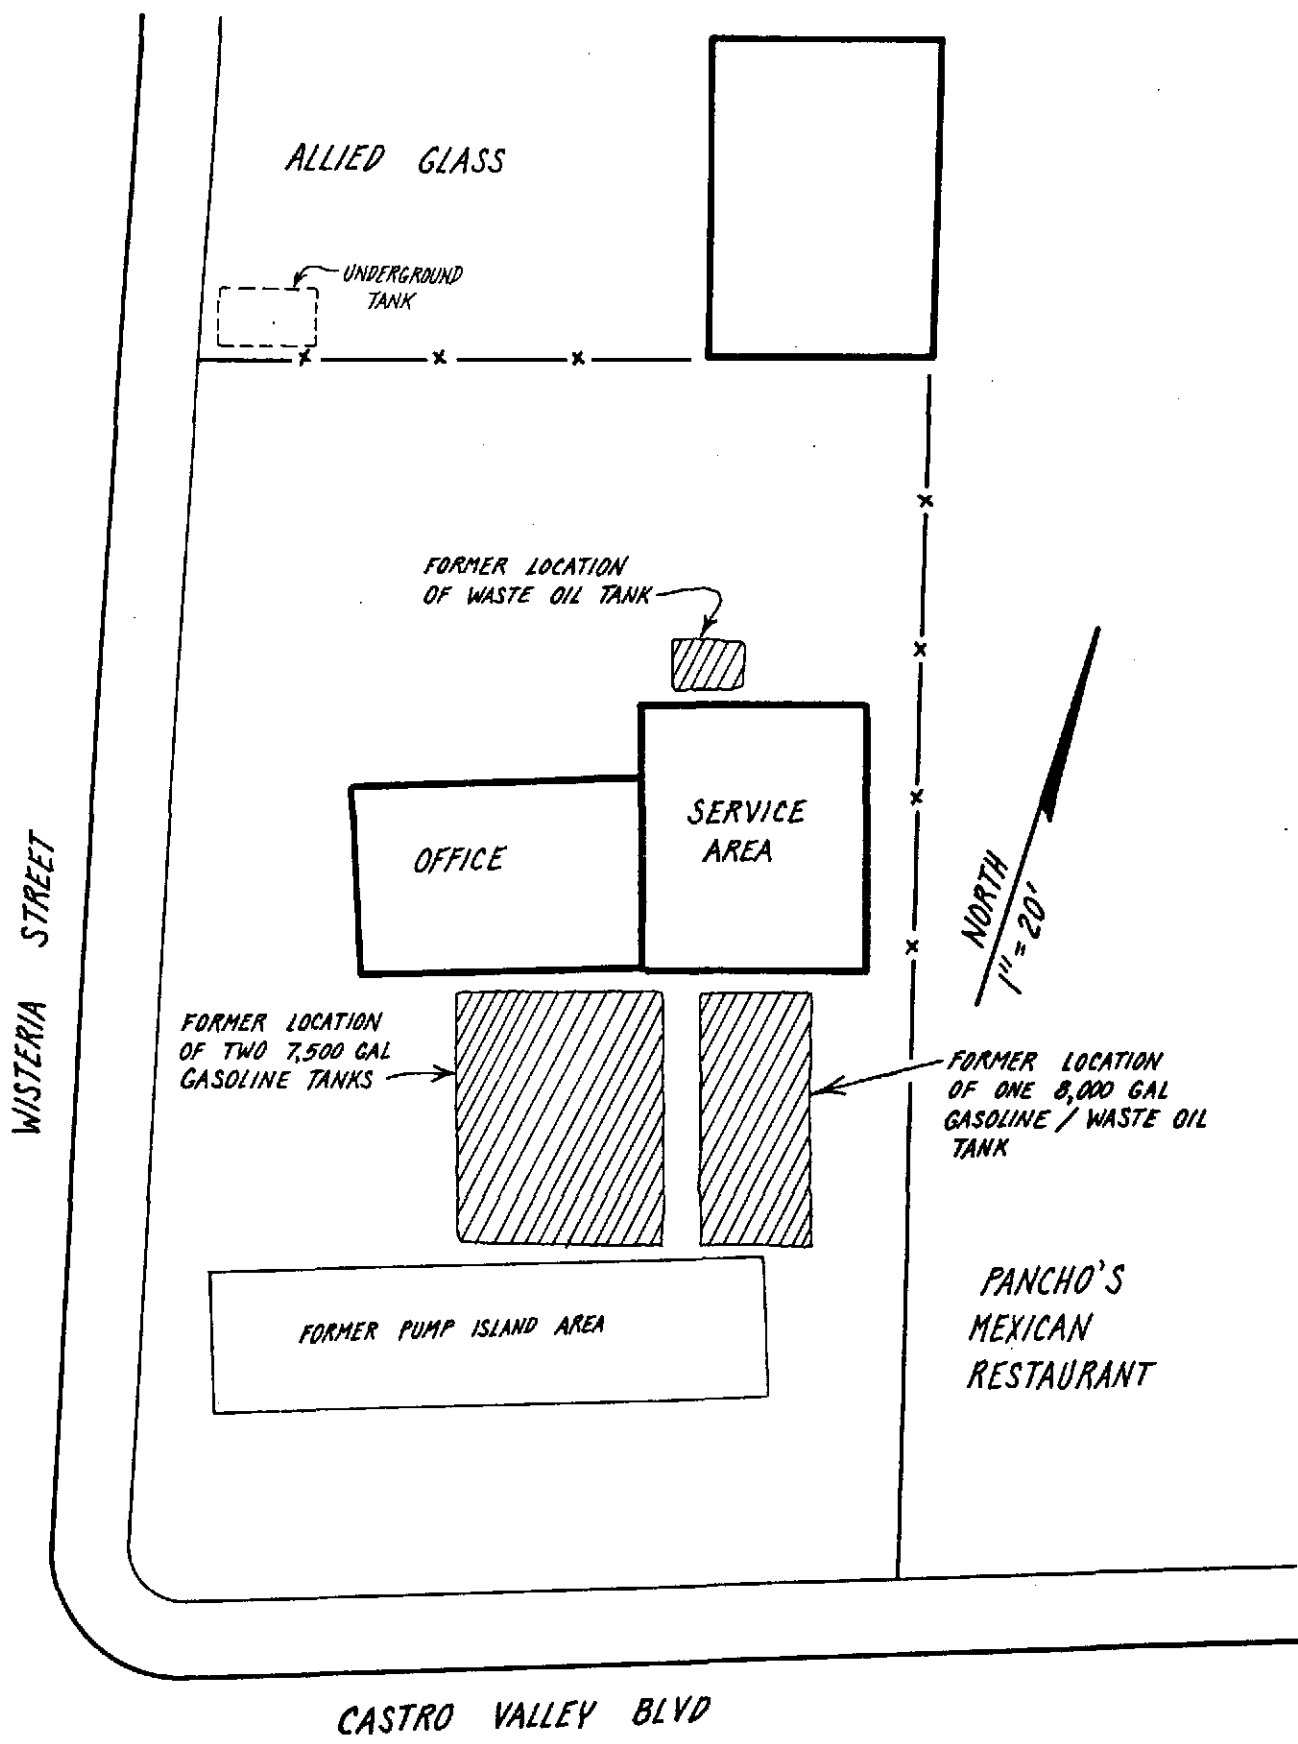 ALLIED GLASS
UNDERGROUND
TANK
FORMER LOCATION
OF WASTE OIL TANK
SERVICE
AREA
OFFICE
NORTH
1" = 20'
WISTERIA STREET
FORMER LOCATION
OF TWO 7,500 GAL
GASOLINE TANKS
FORMER LOCATION
OF ONE 8,000 GAL
GASOLINE / WASTE OIL
TANK
PANCHO'S
MEXICAN
RESTAURANT
FORMER PUMP ISLAND AREA
CASTRO VALLEY BLVD